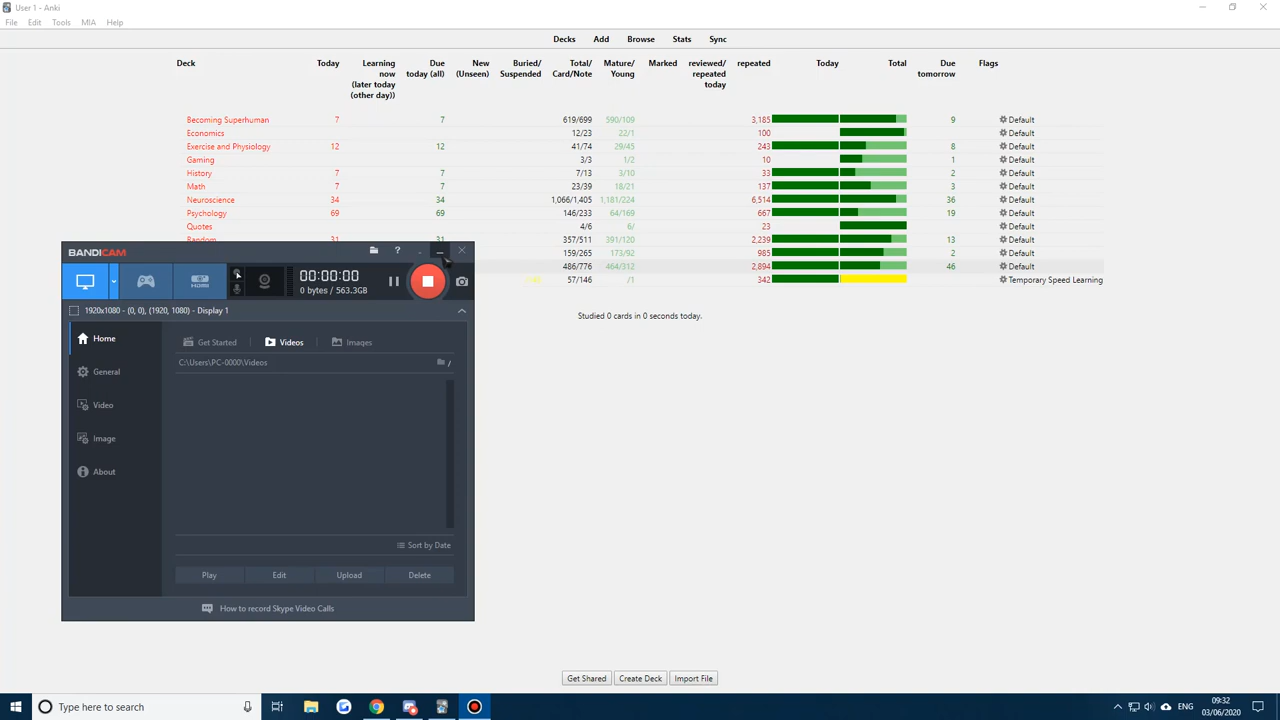 User 1 - Anki
File Edit Tools MIA Help
Decks Add Browse Stats Sync
Deck Today Learning now (later today (other day)) Due today (all) New (Unseen) Buried/ Suspended Total/ Card/Note Mature/ Young Marked reviewed/ repeated today repeated Today Total Due tomorrow Flags
Becoming Superhuman 7 7 619/699 590/109 3,185 9 Default
Economics 12/23 22/1 100 Default
Exercise and Physiology 12 12 41/74 29/45 243 8 Default
Gaming 3/3 1/2 10 1 Default
History 7 7 7/13 3/10 33 2 Default
Math 7 7 23/39 18/21 137 3 Default
Neuroscience 34 34 1,066/1,405 1,181/224 6,514 36 Default
Psychology 69 69 146/233 64/169 667 19 Default
Quotes 4/6 6/ 23 Default
Random 31 31 357/511 391/120 2,239 13 Default
159/265 173/92 985 2 Default
486/776 464/312 2,894 46 Default
57/146 /1 342 Temporary Speed Learning
Studied 0 cards in 0 seconds today.
BANDICAM
HDMI
00:00:00
0 bytes / 563.3GB
1920x1080 - (0, 0), (1920, 1080) - Display 1
Home
General
Video
Image
About
Get Started Videos Images
C:\Users\PC-0000\Videos
Sort by Date
Play Edit Upload Delete
How to record Skype Video Calls
Get Shared Create Deck Import File
Type here to search
ENG
09:32
03/06/2020